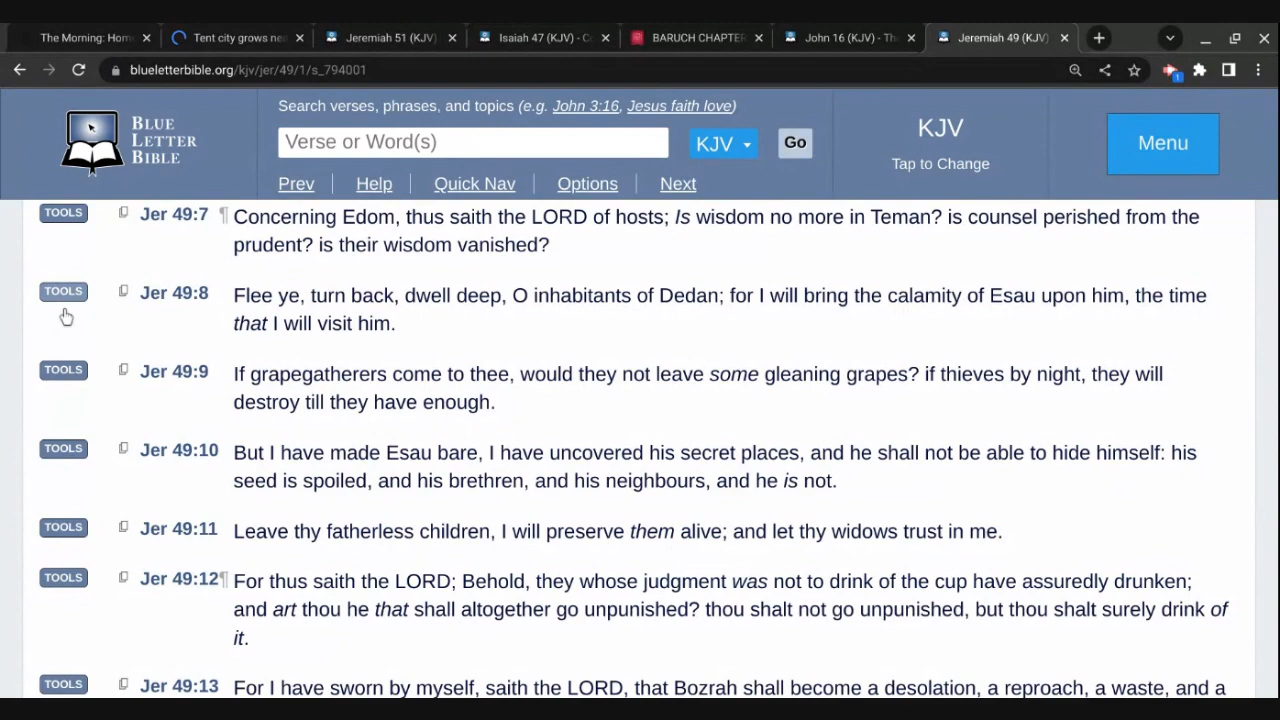 The Morning: Hom
Tent city grows ne
Jeremiah 51 (KJV)
Isaiah 47 (KJV) - C
BARUCH CHAPTER
John 16 (KJV) - Th
Jeremiah 49 (KJV)
blueletterbible.org/kjv/jer/49/1/s_794001
1
BLUE
LETTER
BIBLE
Search verses, phrases, and topics (e.g. John 3:16, Jesus faith love)
Verse or Word(s)
KJV
Go
KJV
Tap to Change
Menu
Prev
Help
Quick Nav
Options
Next
TOOLS Jer 49:7 ¶ Concerning Edom, thus saith the LORD of hosts; Is wisdom no more in Teman? is counsel perished from the
prudent? is their wisdom vanished?
TOOLS Jer 49:8 Flee ye, turn back, dwell deep, O inhabitants of Dedan; for I will bring the calamity of Esau upon him, the time
that I will visit him.
TOOLS Jer 49:9 If grapegatherers come to thee, would they not leave some gleaning grapes? if thieves by night, they will
destroy till they have enough.
TOOLS Jer 49:10 But I have made Esau bare, I have uncovered his secret places, and he shall not be able to hide himself: his
seed is spoiled, and his brethren, and his neighbours, and he is not.
TOOLS Jer 49:11 Leave thy fatherless children, I will preserve them alive; and let thy widows trust in me.
TOOLS Jer 49:12 ¶ For thus saith the LORD; Behold, they whose judgment was not to drink of the cup have assuredly drunken;
and art thou he that shall altogether go unpunished? thou shalt not go unpunished, but thou shalt surely drink of
it.
TOOLS Jer 49:13 For I have sworn by myself, saith the LORD, that Bozrah shall become a desolation, a reproach, a waste, and a